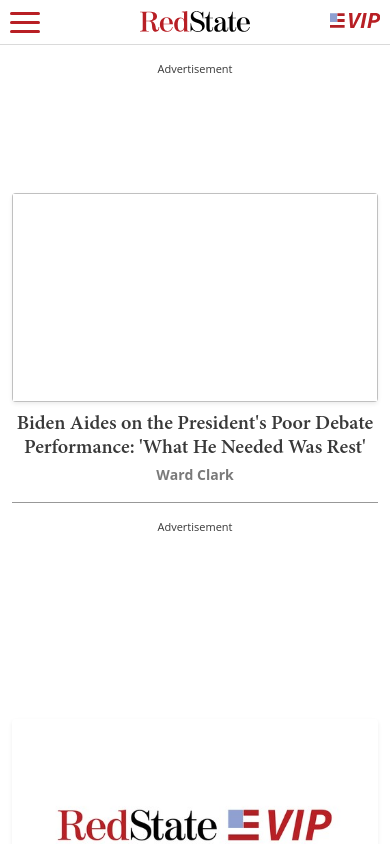 RedState
VIP
Advertisement
Biden Aides on the President's Poor Debate
Performance: 'What He Needed Was Rest'
Ward Clark
Advertisement
RedState VIP